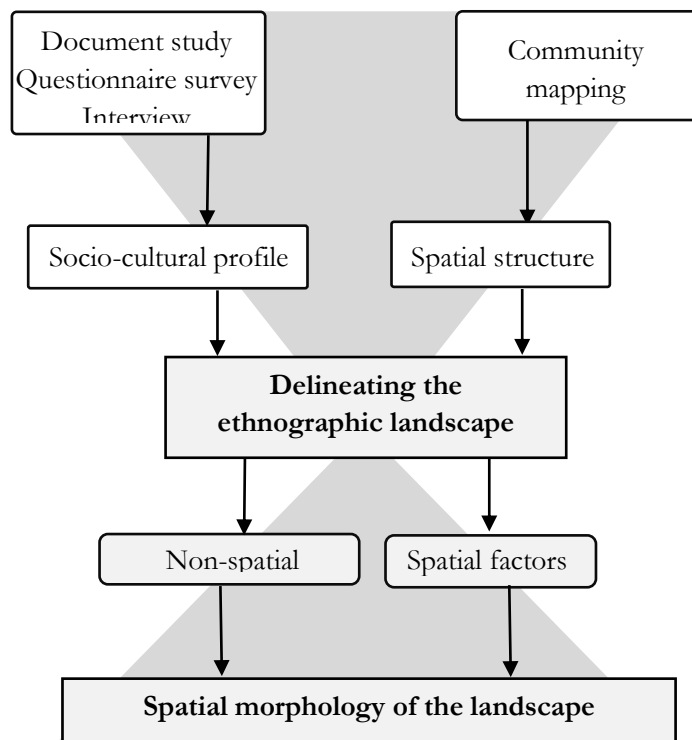 Document study
Questionnaire survey
Interview
Community
mapping
Socio-cultural profile
Spatial structure
Delineating the
ethnographic landscape
Non-spatial
Spatial factors
Spatial morphology of the landscape